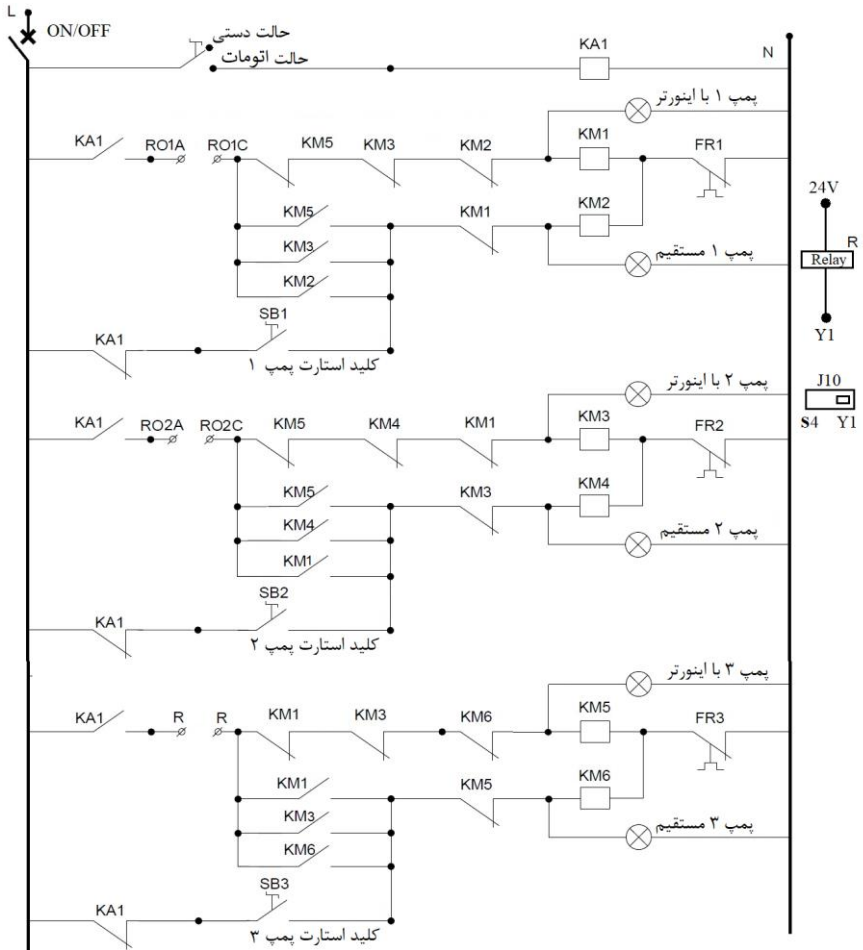 L
ON/OFF
حالت دستی
حالت اتومات
KA1
N
پمپ ۱ با اینورتر
KA1
RO1A
RO1C
KM5
KM3
KM2
KM1
FR1
KM5
KM1
KM2
KM3
KM2
پمپ ۱ مستقیم
SB1
KA1
کلید استارت پمپ ۱
24V
R
Relay
Y1
J10
S4 Y1
پمپ ۲ با اینورتر
KA1
RO2A
RO2C
KM5
KM4
KM1
KM3
FR2
KM5
KM3
KM4
KM4
KM1
پمپ ۲ مستقیم
SB2
KA1
کلید استارت پمپ ۲
پمپ ۳ با اینورتر
KA1
R
R
KM1
KM3
KM6
KM5
FR3
KM1
KM5
KM6
KM3
KM6
پمپ ۳ مستقیم
SB3
KA1
کلید استارت پمپ ۳